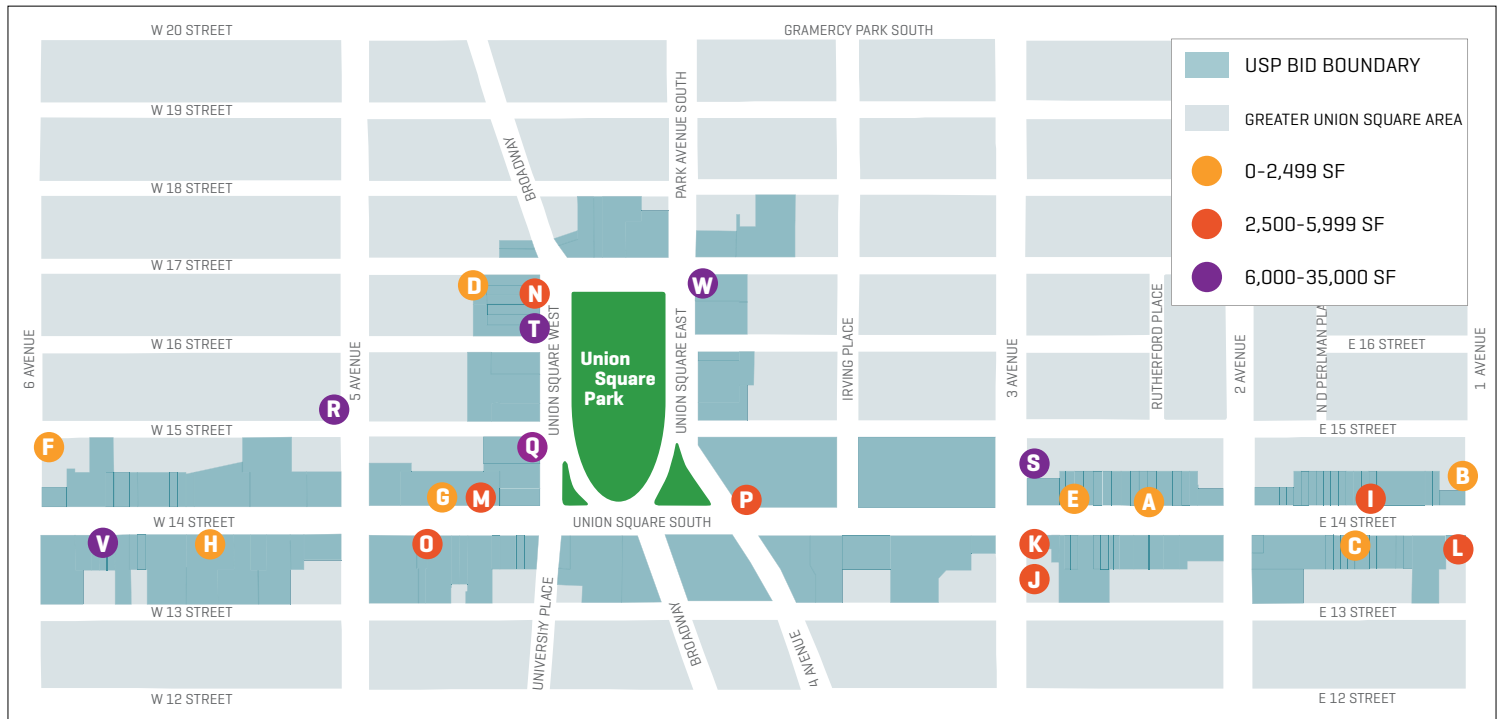 W 20 STREET
GRAMERCY PARK SOUTH
USP BID BOUNDARY
GREATER UNION SQUARE AREA
0-2,499 SF
2,500-5,999 SF
6,000-35,000 SF
W 19 STREET
W 18 STREET
W 17 STREET
W 16 STREET
W 15 STREET
W 14 STREET
W 13 STREET
W 12 STREET
6 AVENUE
5 AVENUE
BROADWAY
PARK AVENUE SOUTH
UNION SQUARE WEST
Union
Square
Park
UNION SQUARE EAST
IRVING PLACE
3 AVENUE
RUTHERFORD PLACE
2 AVENUE
N D PERLMAN PLA
1 AVENUE
E 16 STREET
E 15 STREET
E 14 STREET
E 13 STREET
E 12 STREET
UNION SQUARE SOUTH
UNIVERSITY PLACE
BROADWAY
4 AVENUE
D
N
T
W
R
F
Q
G
M
P
S
E
A
I
B
V
H
O
K
J
C
L